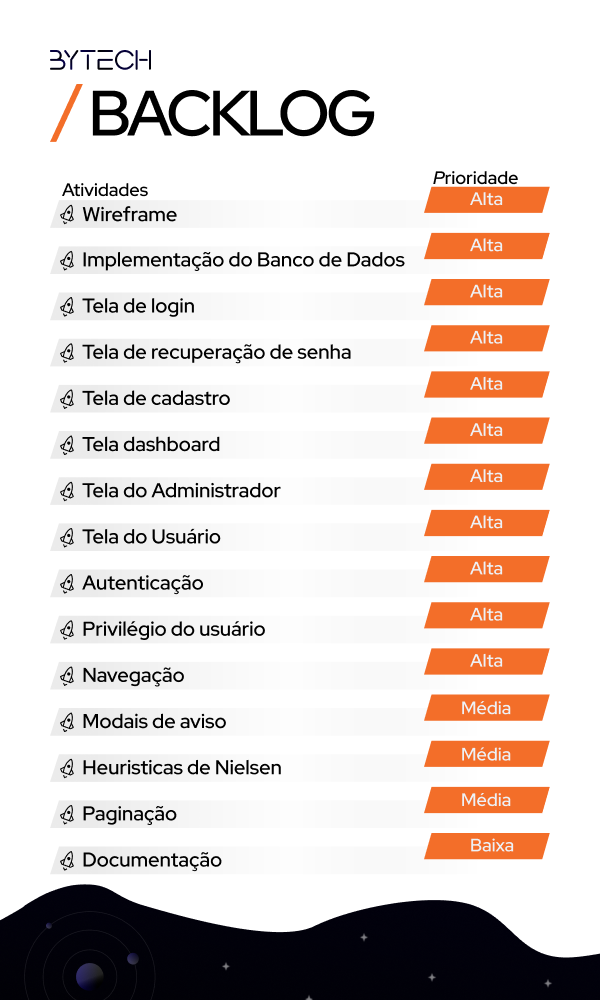 BYTECH
/BACKLOG
Atividades Prioridade
Wireframe Alta
Implementação do Banco de Dados Alta
Tela de login Alta
Tela de recuperação de senha Alta
Tela de cadastro Alta
Tela dashboard Alta
Tela do Administrador Alta
Tela do Usuário Alta
Autenticação Alta
Privilégio do usuário Alta
Navegação Alta
Modais de aviso Média
Heuristicas de Nielsen Média
Paginação Média
Documentação Baixa